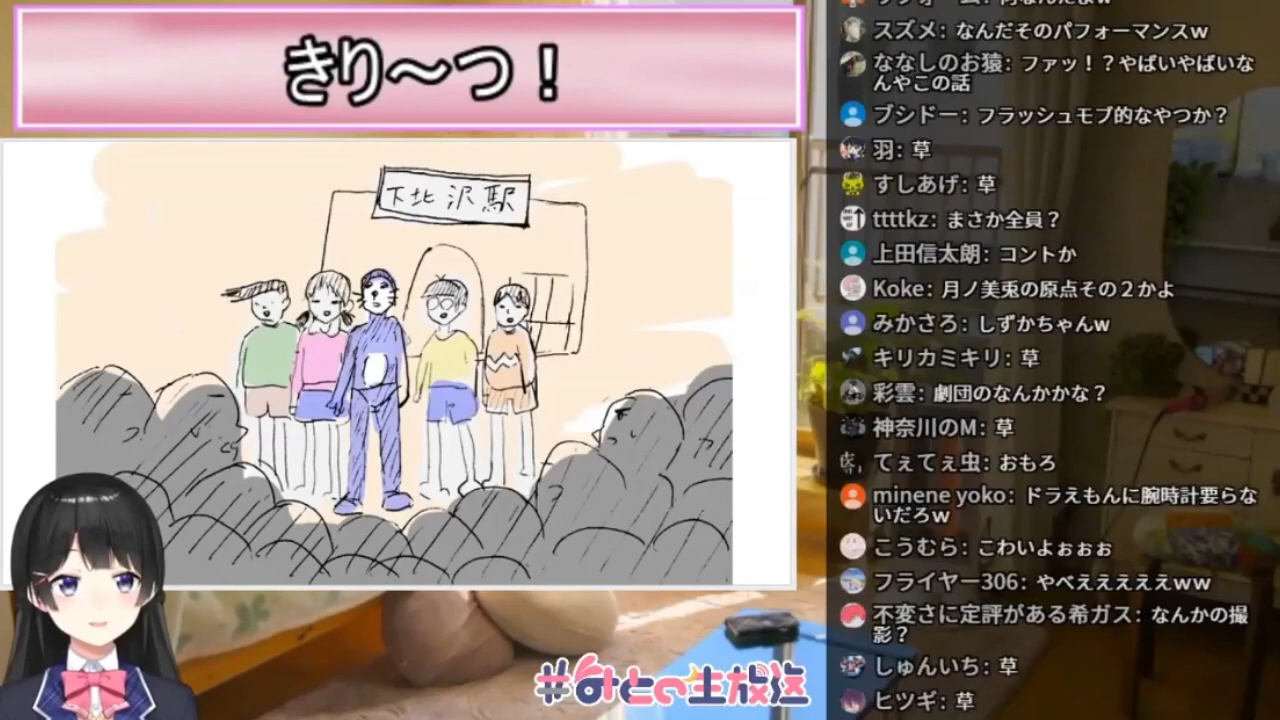 きり～つ！
下北沢駅
#みとの生放送
スズメ: なんだそのパフォーマンスw
ななしのお猿: ファッ！？やばいやばいな
んやこの話
ブシドー: フラッシュモブ的なやつか？
羽: 草
すしあげ: 草
ttttkz: まさか全員？
上田信太朗: コントか
Koke: 月ノ美兎の原点その２かよ
みかさろ: しずかちゃんw
キリカミキリ: 草
彩雲: 劇団のなんかかな？
神奈川のM: 草
てぇてぇ虫: おもろ
minene yoko: ドラえもんに腕時計要らな
いだろw
こうむら: こわいよぉぉぉ
フライヤー306: やべえええええww
不変さに定評がある希ガス: なんかの撮
影？
しゅんいち: 草
ヒツギ: 草